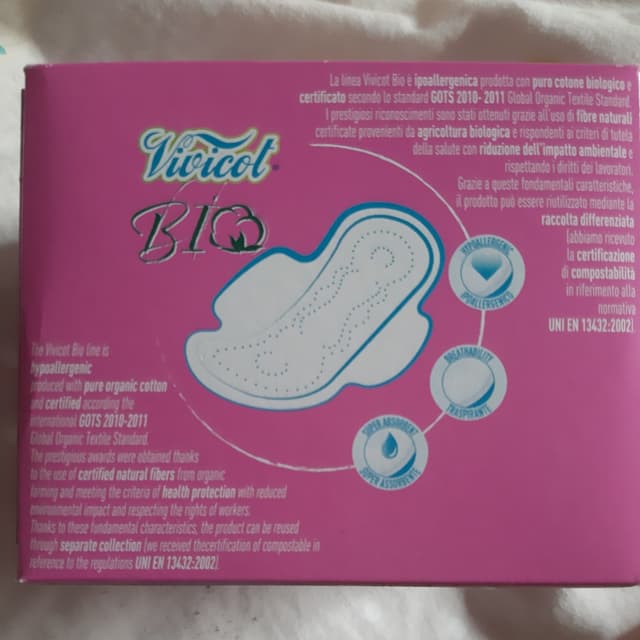 La linea Vivicot Bio è ipoallergenica prodotta con puro cotone biologico e
certificato secondo lo standard GOTS 2010- 2011 Global Organic Textile Standard.
I prestigiosi riconoscimenti sono stati ottenuti grazie all'uso di fibre naturali
certificate provenienti da agricoltura biologica e rispondenti ai criteri di tutela
della salute con riduzione dell'impatto ambientale e
rispettando i diritti dei lavoratori.
Grazie a queste fondamentali caratteristiche,
il prodotto può essere riutilizzato mediante la
raccolta differenziata
(abbiamo ricevuto
la certificazione
di compostabilità
in riferimento alla
normativa
UNI EN 13432:2002)
Vivicot
BIO
HYPOALLERGENIC
IPOALLERGENICO
BREATHABILITY
TRASPIRANTE
SUPER ABSORBENT
SUPER ASSORBENTE
The Vivicot Bio line is
hypoallergenic
produced with pure organic cotton
and certified according the
international GOTS 2010-2011
Global Organic Textile Standard.
The prestigious awards were obtained thanks
to the use of certified natural fibers from organic
farming and meeting the criteria of health protection with reduced
environmental impact and respecting the rights of workers.
Thanks to these fundamental characteristics, the product can be reused
through separate collection (we received thecertification of compostable in
reference to the regulations UNI EN 13432:2002).